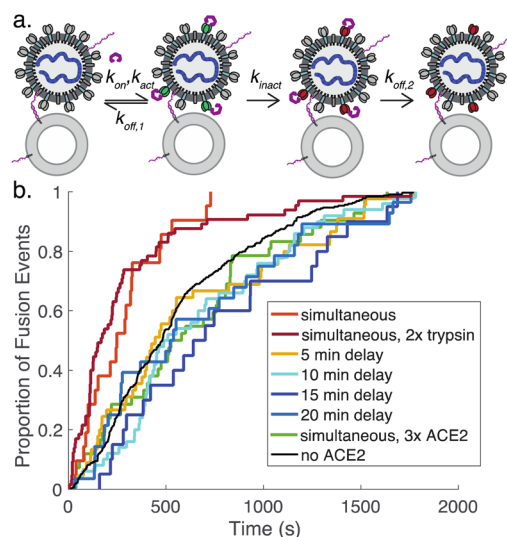 a.
k_on, k_act
k_off,1
k_inact
k_off,2
b.
Proportion of Fusion Events
1
0.8
0.6
0.4
0.2
0
simultaneous
simultaneous, 2x trypsin
5 min delay
10 min delay
15 min delay
20 min delay
simultaneous, 3x ACE2
no ACE2
0 500 1000 1500 2000
Time (s)